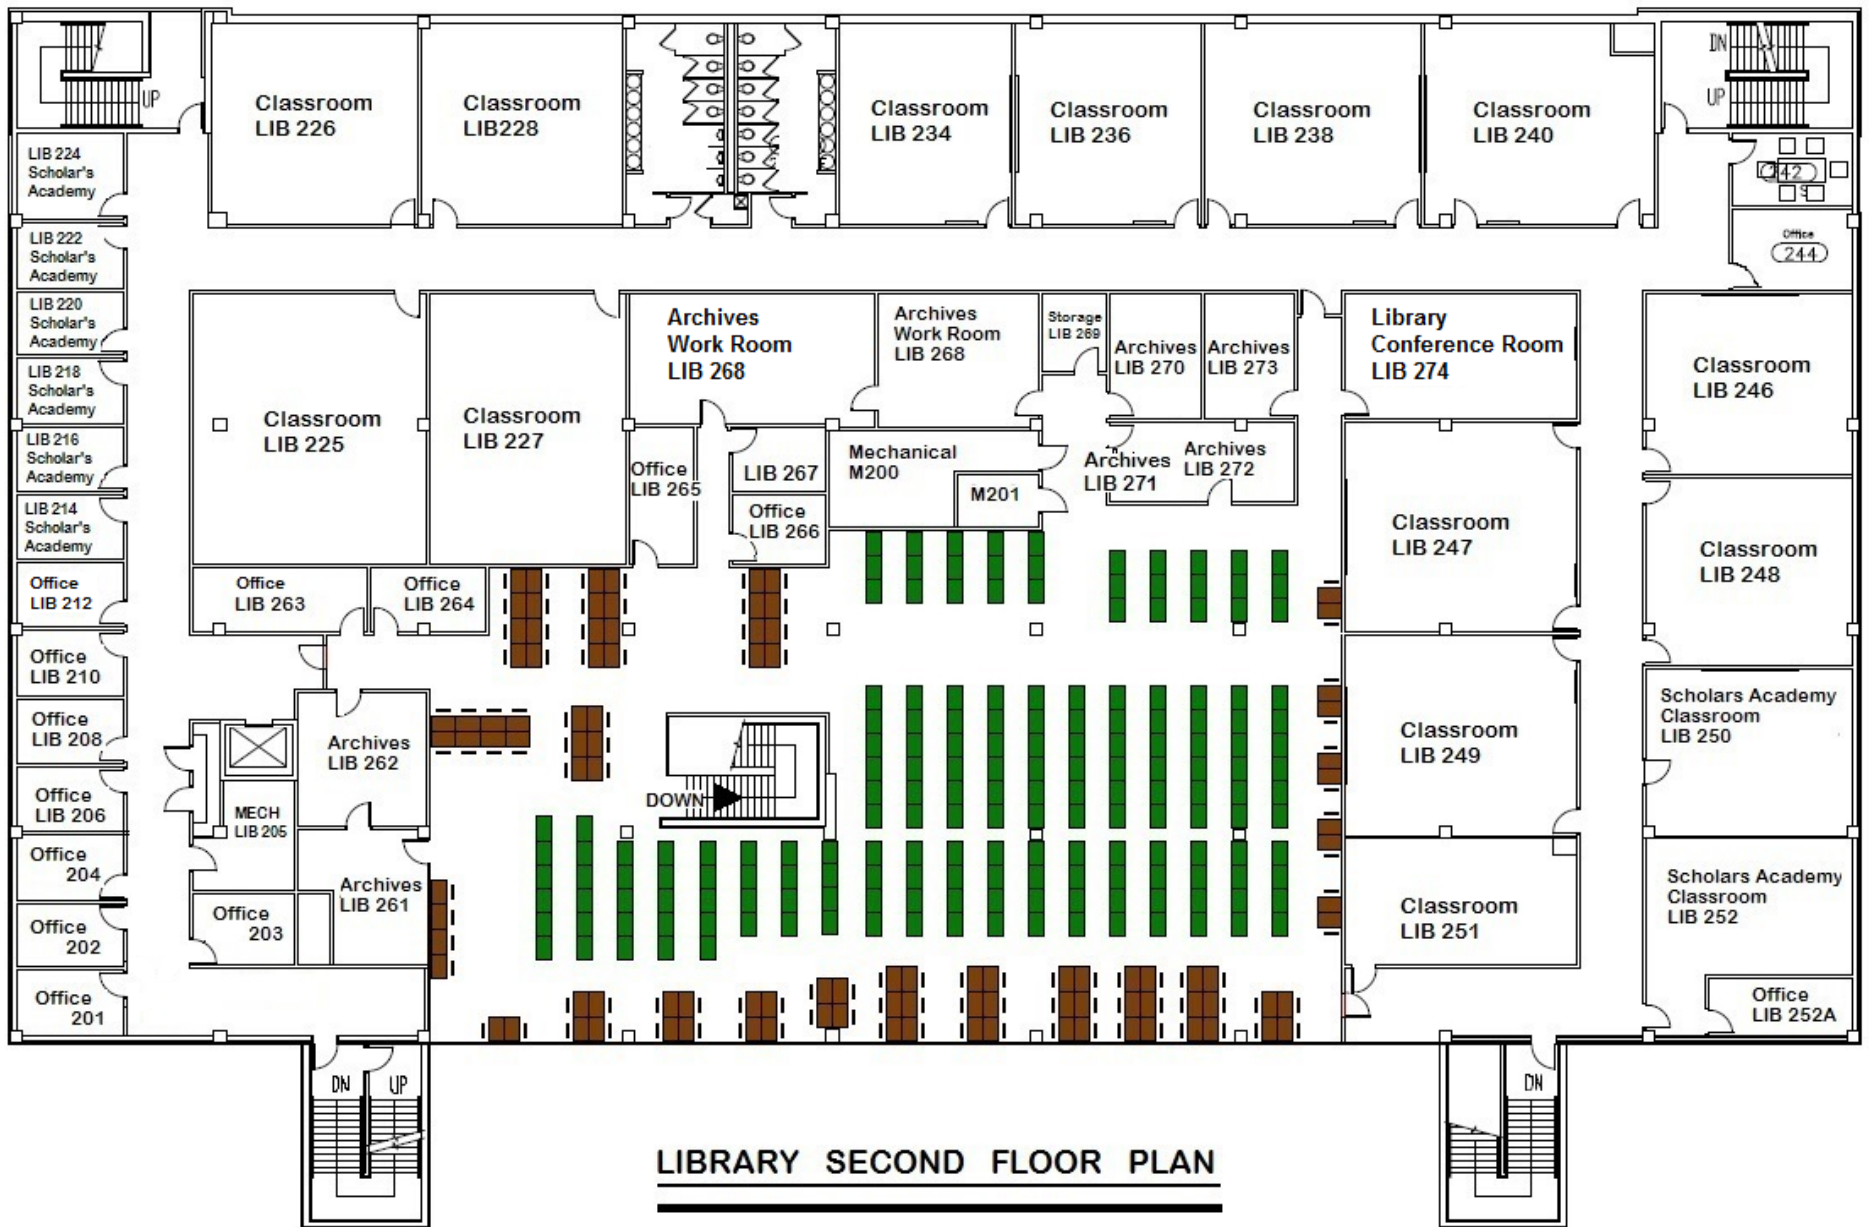 UP
DN
UP
Classroom
LIB 226
Classroom
LIB228
Classroom
LIB 234
Classroom
LIB 236
Classroom
LIB 238
Classroom
LIB 240
LIB 224
Scholar's
Academy
242
S
LIB 222
Scholar's
Academy
Office
244
LIB 220
Scholar's
Academy
LIB 218
Scholar's
Academy
LIB 216
Scholar's
Academy
LIB 214
Scholar's
Academy
Classroom
LIB 225
Classroom
LIB 227
Archives
Work Room
LIB 268
Archives
Work Room
LIB 268
Storage
LIB 269
Archives
LIB 270
Archives
LIB 273
Library
Conference Room
LIB 274
Classroom
LIB 246
Office
LIB 265
LIB 267
Office
LIB 266
Mechanical
M200
M201
Archives
LIB 271
Archives
LIB 272
Classroom
LIB 247
Classroom
LIB 248
Office
LIB 212
Office
LIB 263
Office
LIB 264
Office
LIB 210
Office
LIB 208
Archives
LIB 262
DOWN
Classroom
LIB 249
Scholars Academy
Classroom
LIB 250
Office
LIB 206
MECH
LIB 205
Office
204
Archives
LIB 261
Office
203
Office
202
Classroom
LIB 251
Scholars Academy
Classroom
LIB 252
Office
201
Office
LIB 252A
DN
UP
DN
LIBRARY SECOND FLOOR PLAN